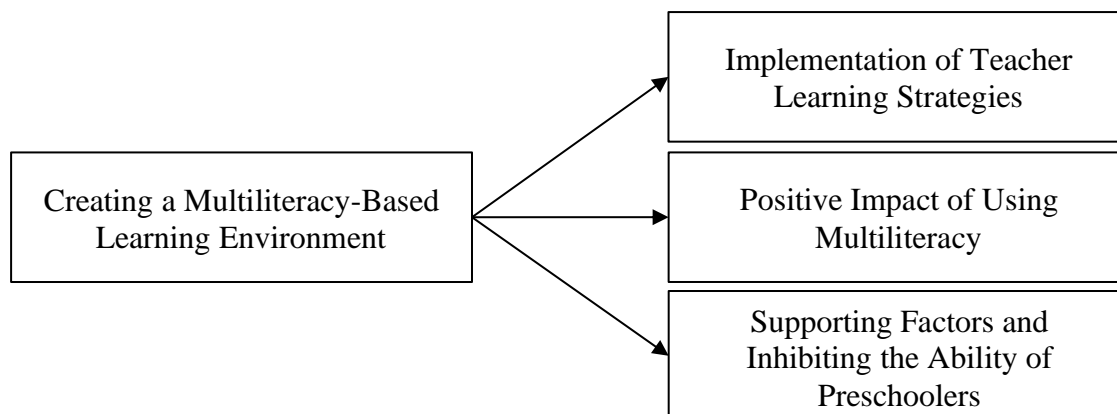 Implementation of Teacher
Learning Strategies
Creating a Multiliteracy-Based
Learning Environment
Positive Impact of Using
Multiliteracy
Supporting Factors and
Inhibiting the Ability of
Preschoolers